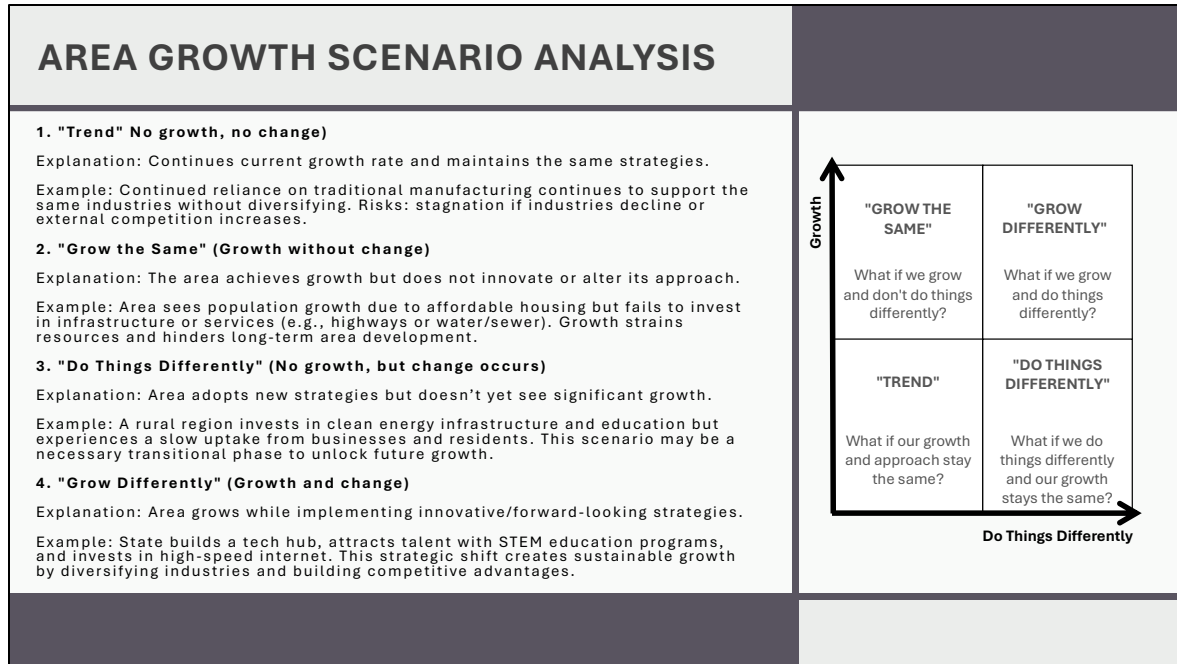 AREA GROWTH SCENARIO ANALYSIS
1. "Trend" No growth, no change)
Explanation: Continues current growth rate and maintains the same strategies.
Example: Continued reliance on traditional manufacturing continues to support the
same industries without diversifying. Risks: stagnation if industries decline or
external competition increases.
2. "Grow the Same" (Growth without change)
Explanation: The area achieves growth but does not innovate or alter its approach.
Example: Area sees population growth due to affordable housing but fails to invest
in infrastructure or services (e.g., highways or water/sewer). Growth strains
resources and hinders long-term area development.
3. "Do Things Differently" (No growth, but change occurs)
Explanation: Area adopts new strategies but doesn’t yet see significant growth.
Example: A rural region invests in clean energy infrastructure and education but
experiences a slow uptake from businesses and residents. This scenario may be a
necessary transitional phase to unlock future growth.
4. "Grow Differently" (Growth and change)
Explanation: Area grows while implementing innovative/forward-looking strategies.
Example: State builds a tech hub, attracts talent with STEM education programs,
and invests in high-speed internet. This strategic shift creates sustainable growth
by diversifying industries and building competitive advantages.
Growth
"GROW THE
SAME"
What if we grow
and don't do things
differently?
"GROW
DIFFERENTLY"
What if we grow
and do things
differently?
"TREND"
What if our growth
and approach stay
the same?
"DO THINGS
DIFFERENTLY"
What if we do
things differently
and our growth
stays the same?
Do Things Differently